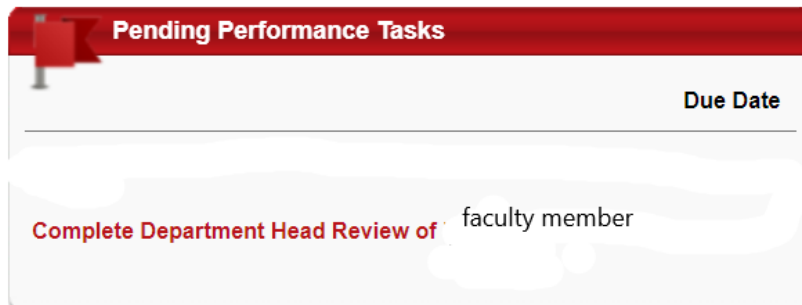 Pending Performance Tasks
Due Date
Complete Department Head Review of faculty member